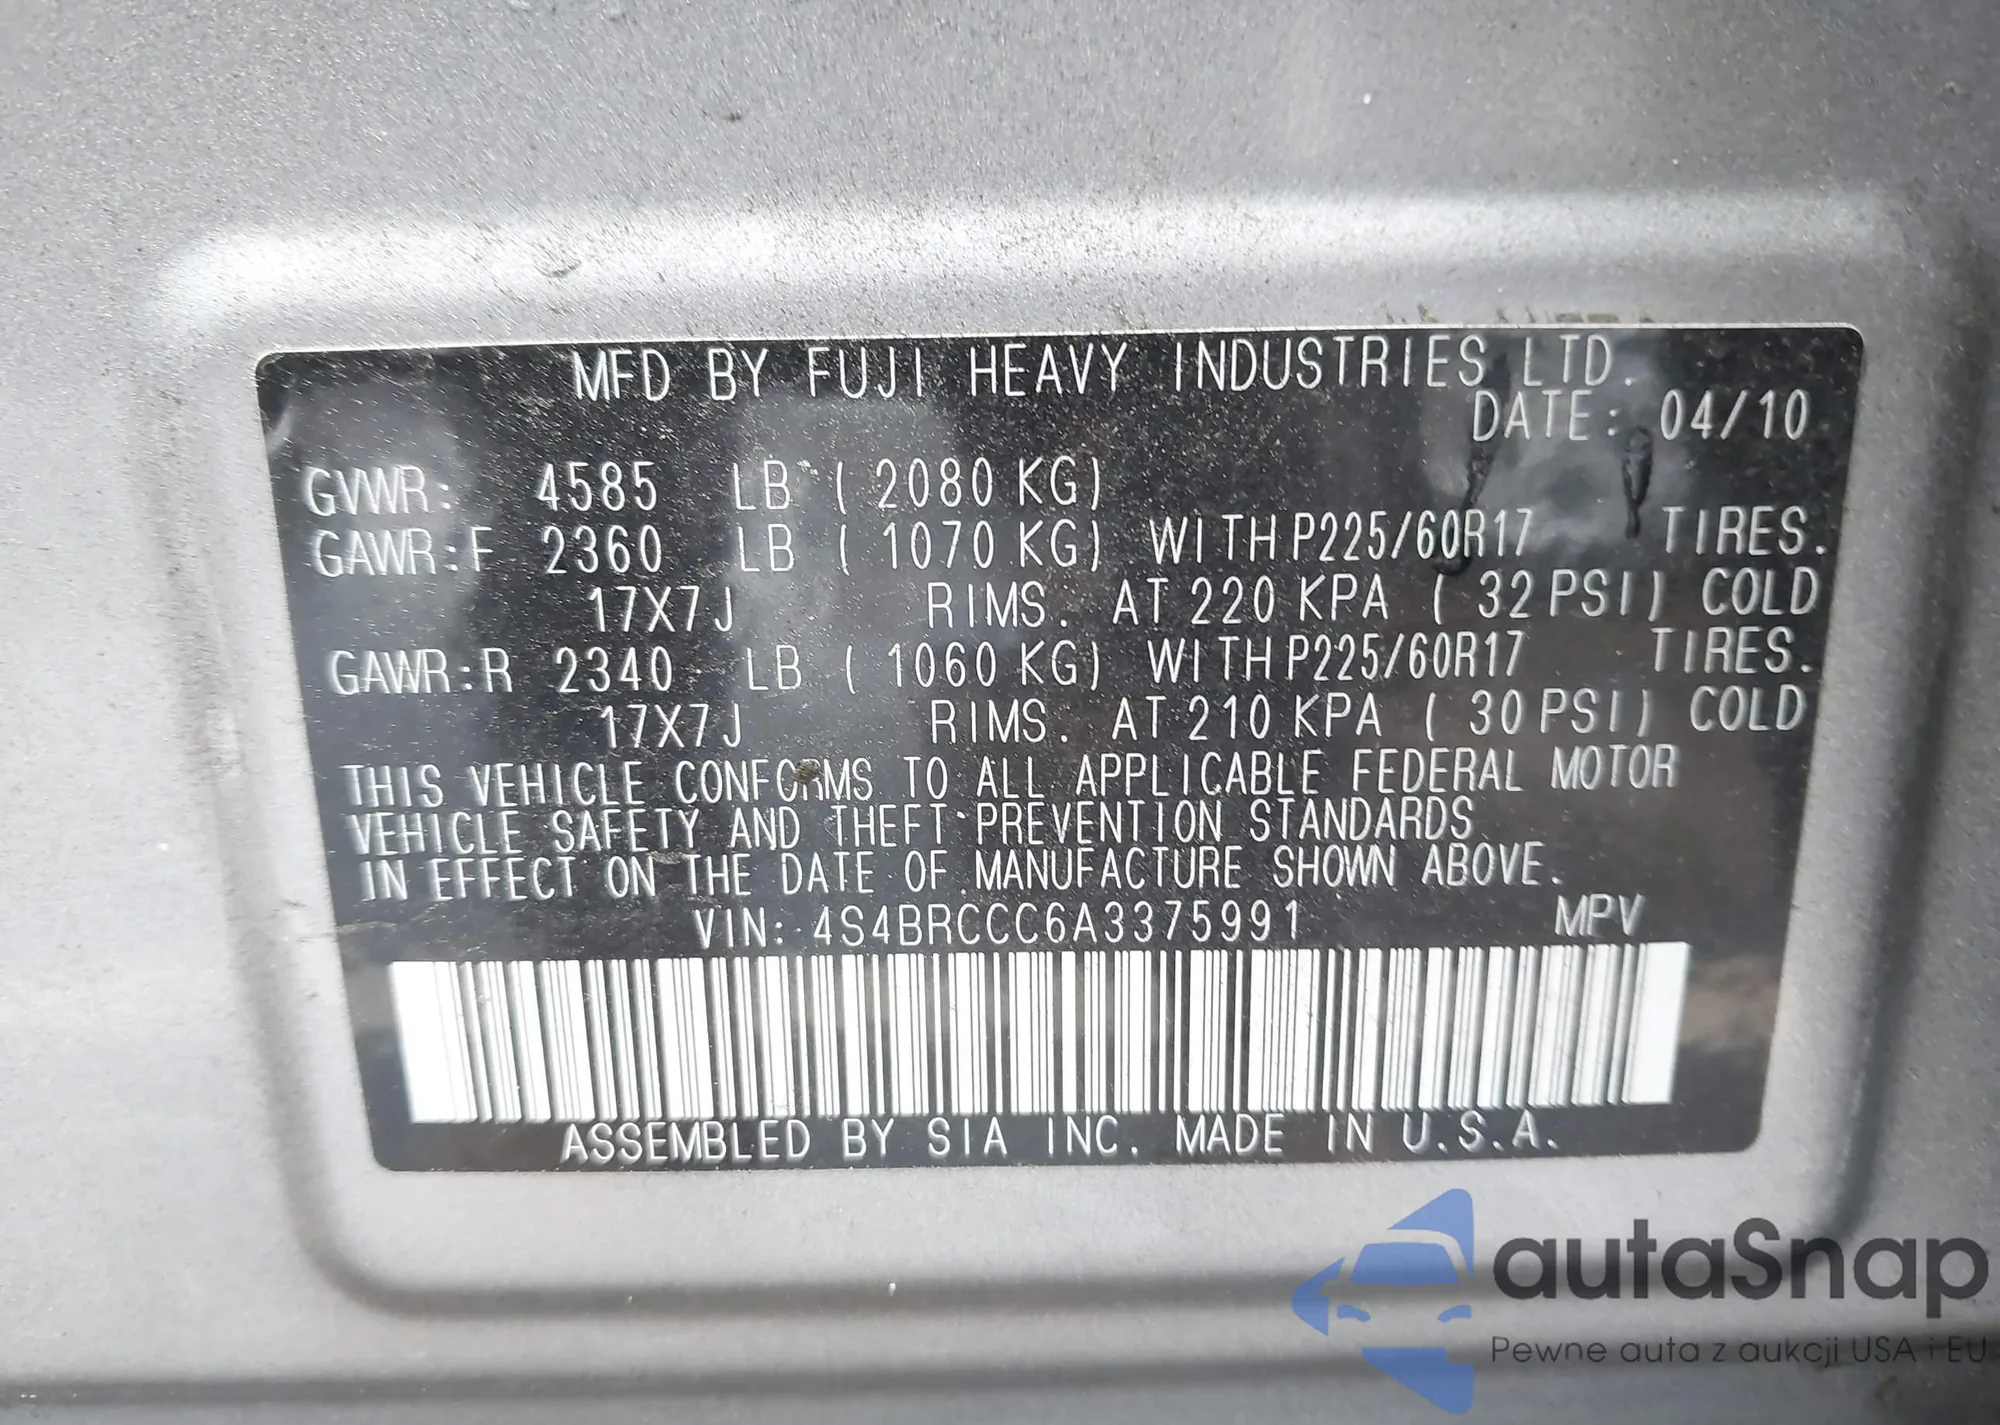 MFD BY FUJI HEAVY INDUSTRIES LTD.
DATE: 04/10
GVWR: 4585 LB ( 2080 KG)
GAWR:F 2360 LB ( 1070 KG) WITH P225/60R17 TIRES.
17X7J RIMS. AT 220 KPA ( 32 PSI) COLD
GAWR:R 2340 LB ( 1060 KG) WITH P225/60R17 TIRES.
17X7J RIMS. AT 210 KPA ( 30 PSI) COLD
THIS VEHICLE CONFORMS TO ALL APPLICABLE FEDERAL MOTOR
VEHICLE SAFETY AND THEFT PREVENTION STANDARDS
IN EFFECT ON THE DATE OF MANUFACTURE SHOWN ABOVE.
VIN: 4S4BRCCC6A3375991 MPV
ASSEMBLED BY SIA INC. MADE IN U.S.A.
autaSnap
Pewne auta z aukcji USA i EU